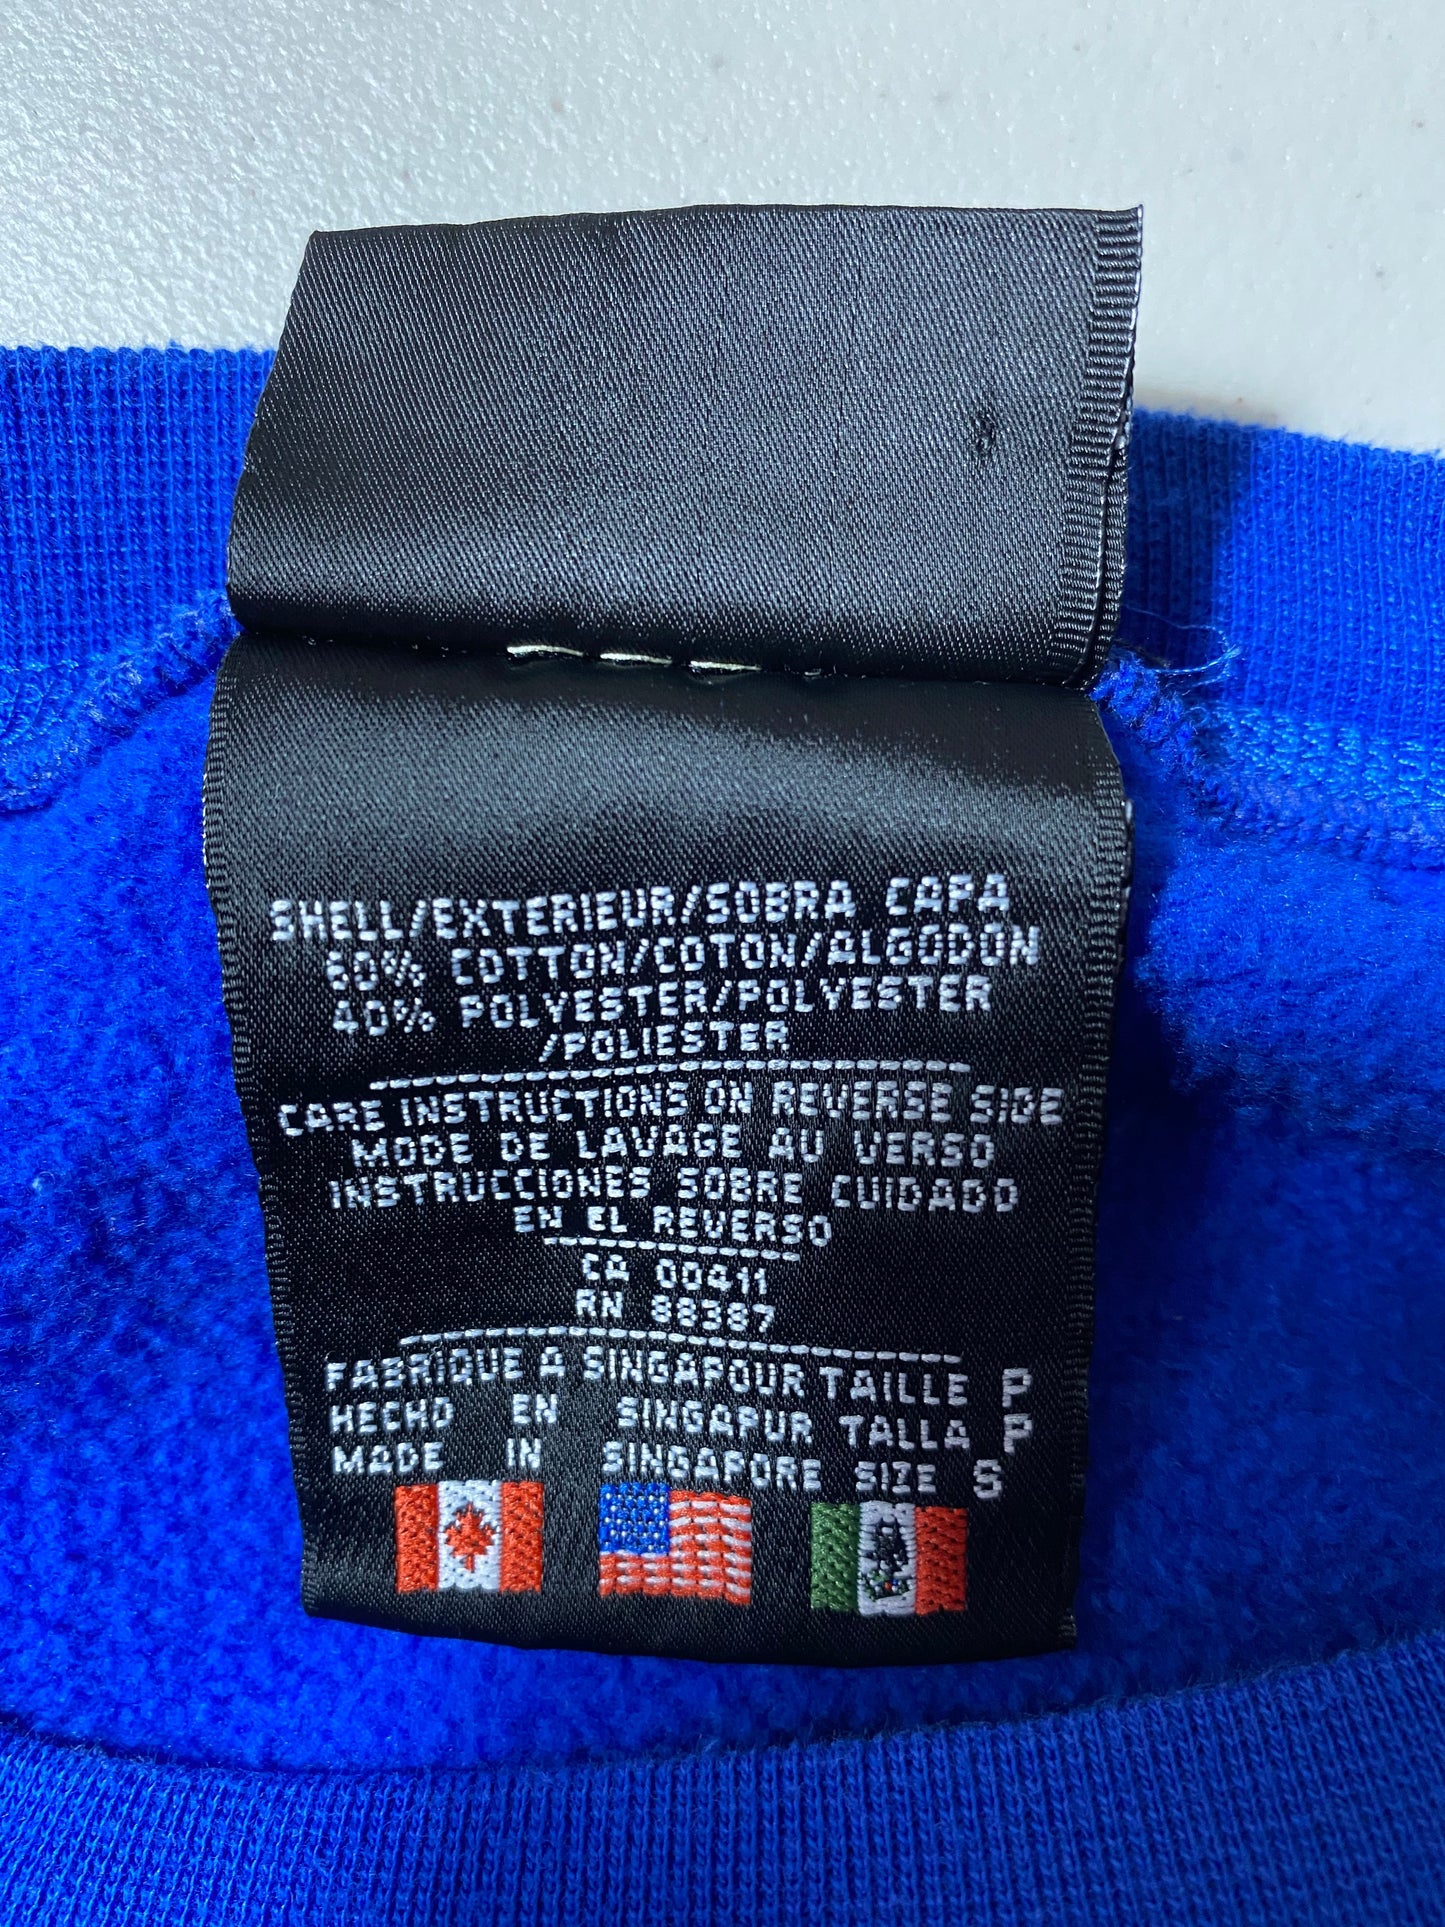 SHELL/EXTERIEUR/SOBRA CAPA
60% COTTON/COTON/ALGODON
40% POLYESTER/POLYESTER
/POLIESTER
CARE INSTRUCTIONS ON REVERSE SIDE
MODE DE LAVAGE AU VERSO
INSTRUCCIONES SOBRE CUIDADO
EN EL REVERSO
CA 00411
RN 88387
FABRIQUE A SINGAPOUR TAILLE P
HECHO EN SINGAPUR TALLA P
MADE IN SINGAPORE SIZE S